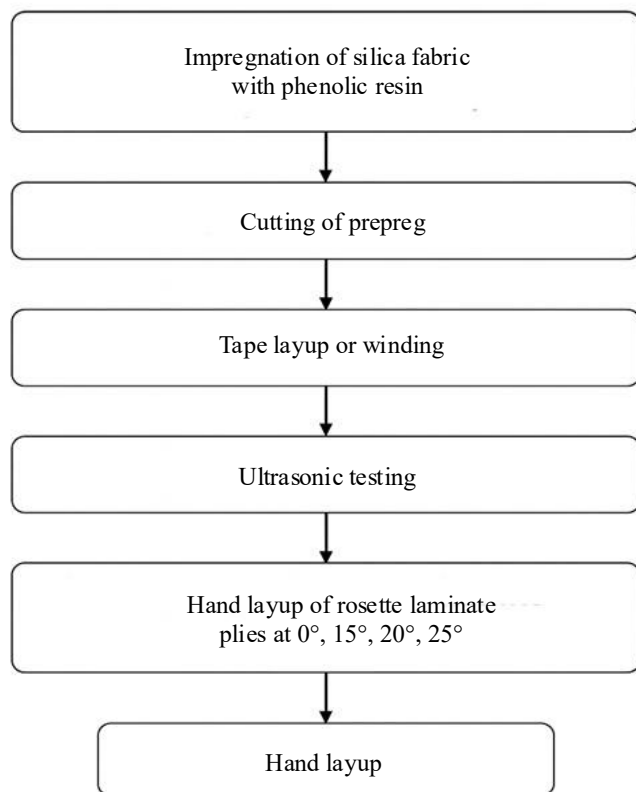 Impregnation of silica fabric
with phenolic resin
Cutting of prepreg
Tape layup or winding
Ultrasonic testing
Hand layup of rosette laminate
plies at 0°, 15°, 20°, 25°
Hand layup